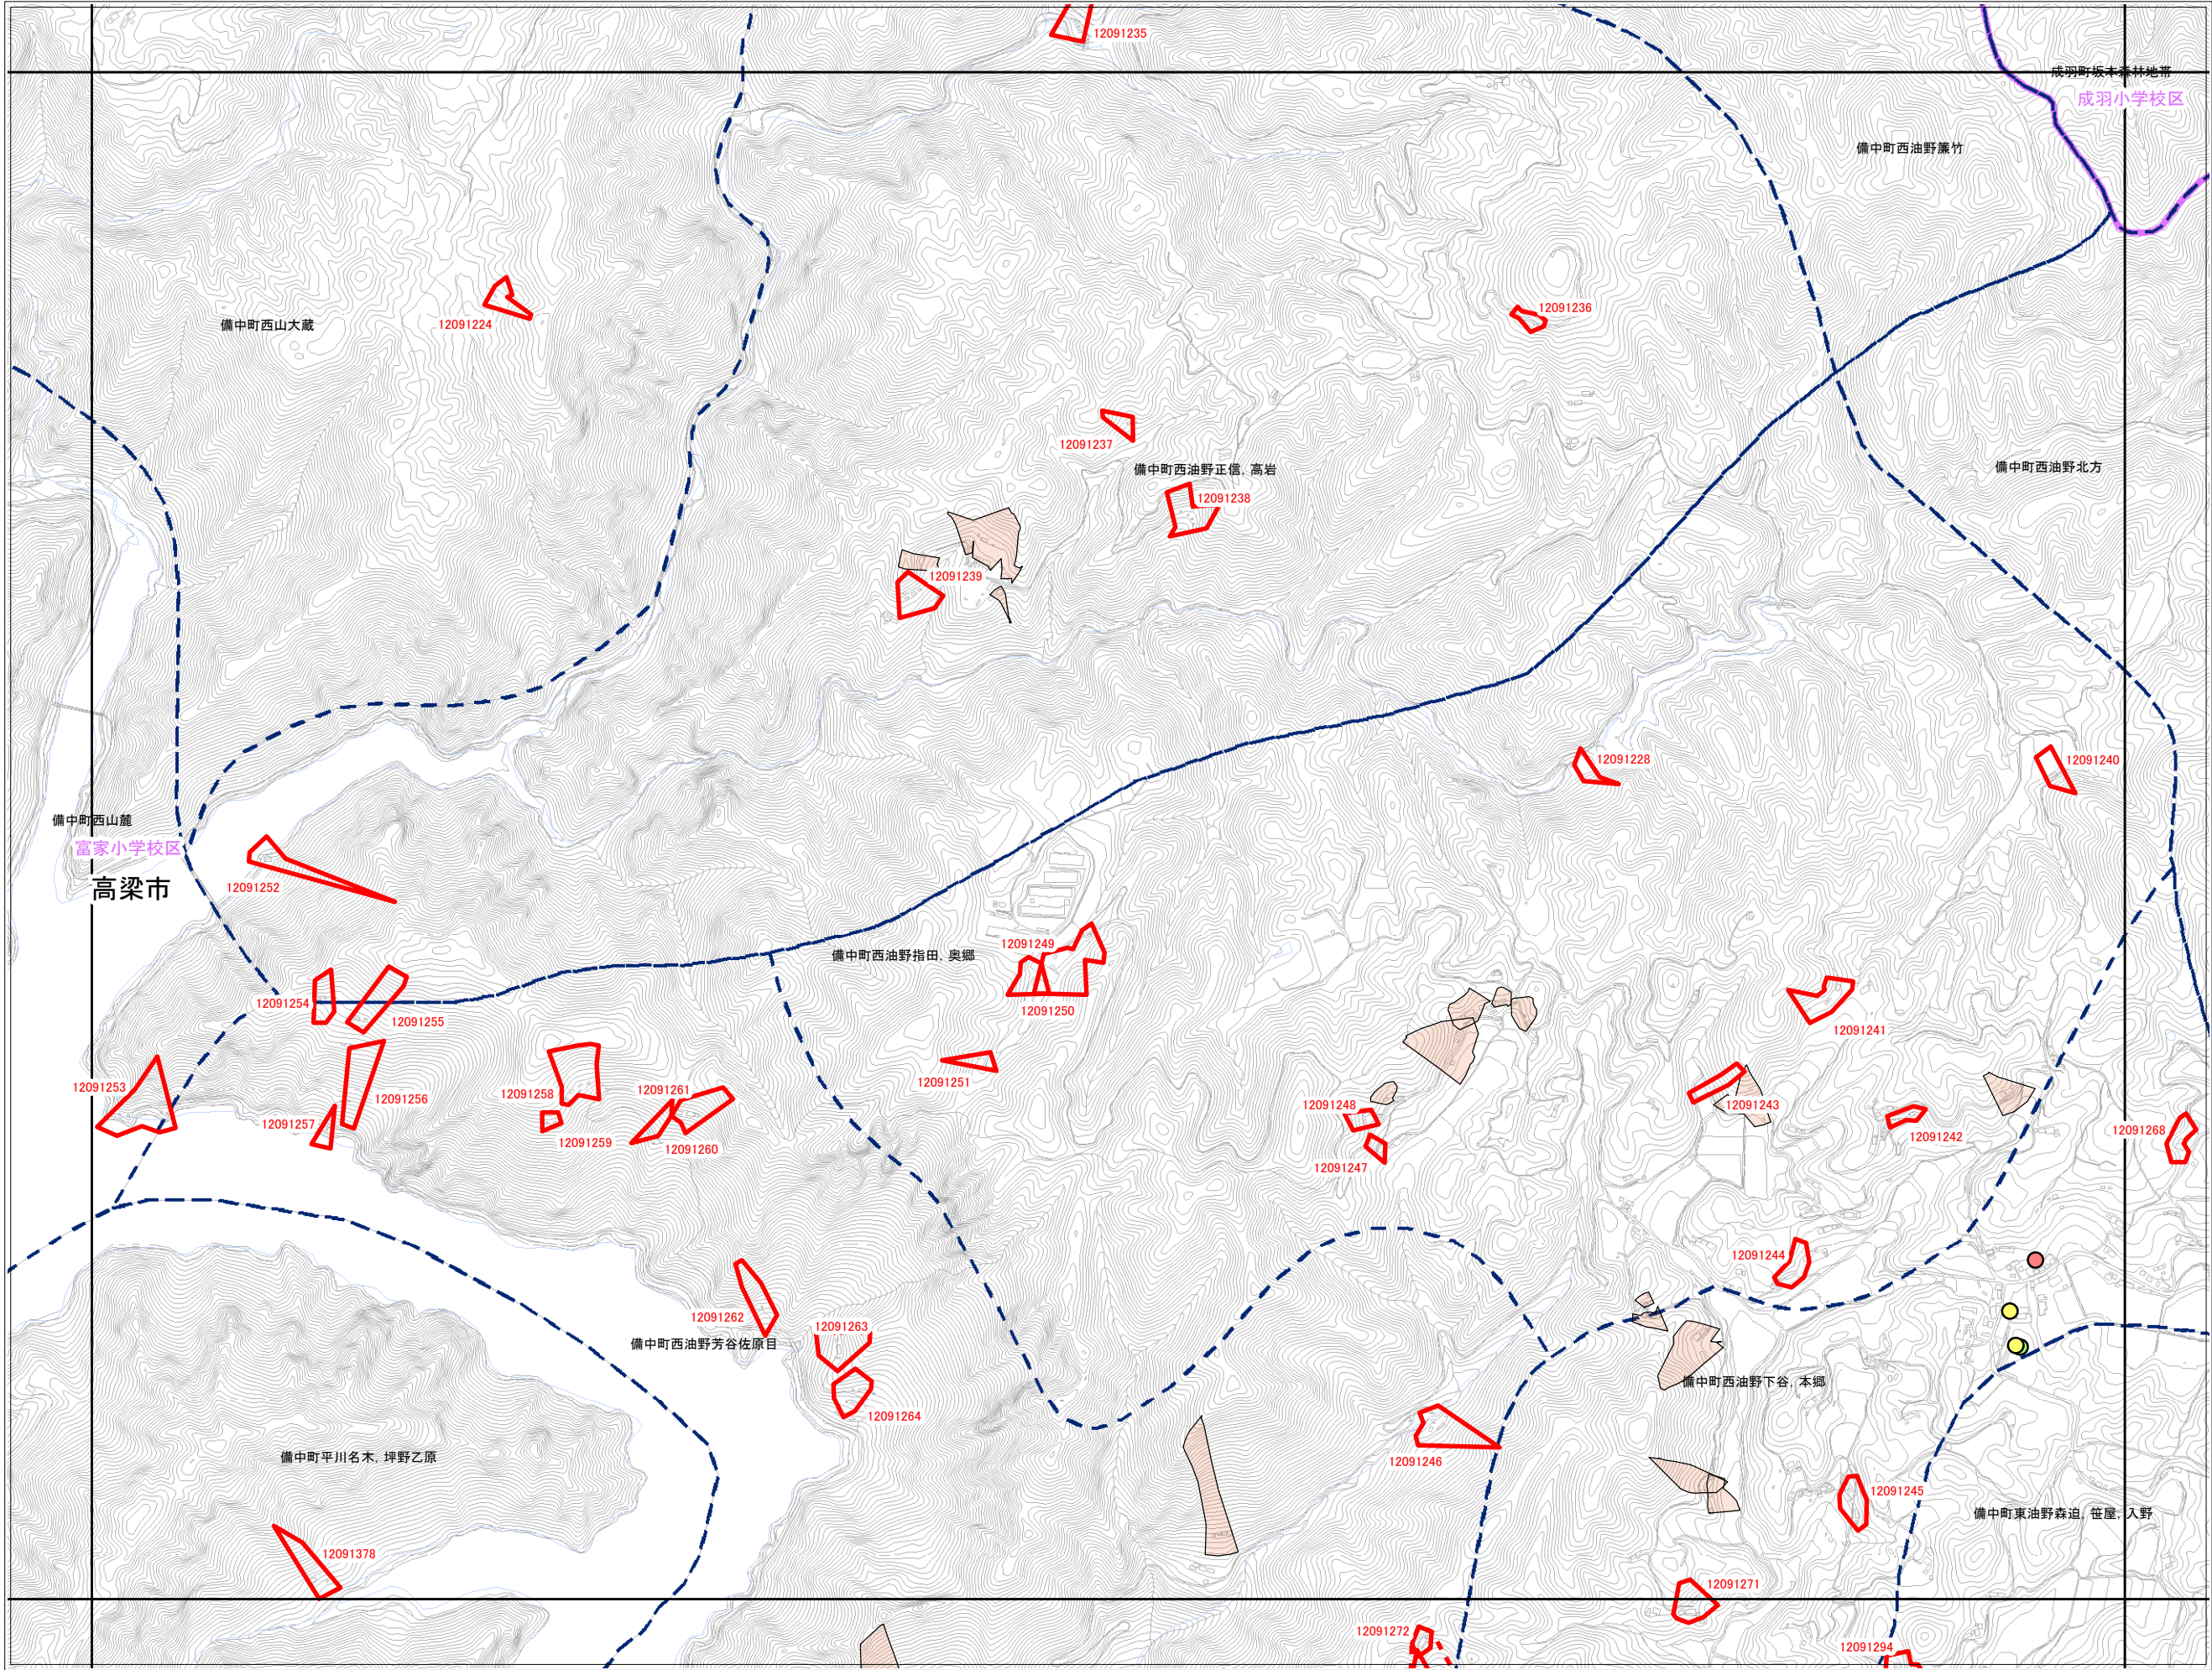 12091235
成羽町坂本森林地帯
成羽小学校区
備中町西油野簾竹
12091236
備中町西山大蔵
12091224
12091237
備中町西油野正信, 高岩
備中町西油野北方
12091238
12091239
12091228
12091240
備中町西山麓
富家小学校区
高梁市
12091252
12091249
備中町西油野指田, 奥郷
12091254
12091250
12091255
12091241
12091251
12091253
12091261
12091258
12091256
12091248
12091243
12091257
12091268
12091242
12091259
12091260
12091247
12091244
12091262
12091263
備中町西油野芳谷佐原目
備中町西油野下谷, 本郷
12091264
備中町平川名木, 坪野乙原
12091246
12091245
備中町東油野森迫, 笹屋, 入野
12091378
12091271
12091272
12091294